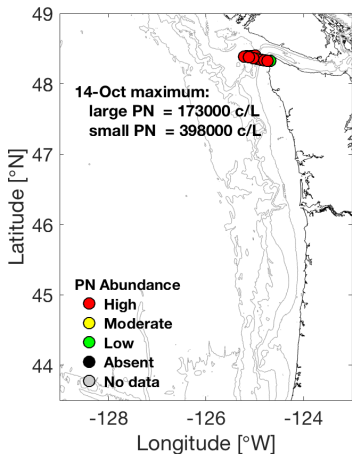 49
48
47
46
45
44
Latitude [°N]
14-Oct maximum:
large PN = 173000 c/L
small PN = 398000 c/L
PN Abundance
High
Moderate
Low
Absent
No data
-128
-126
-124
Longitude [°W]